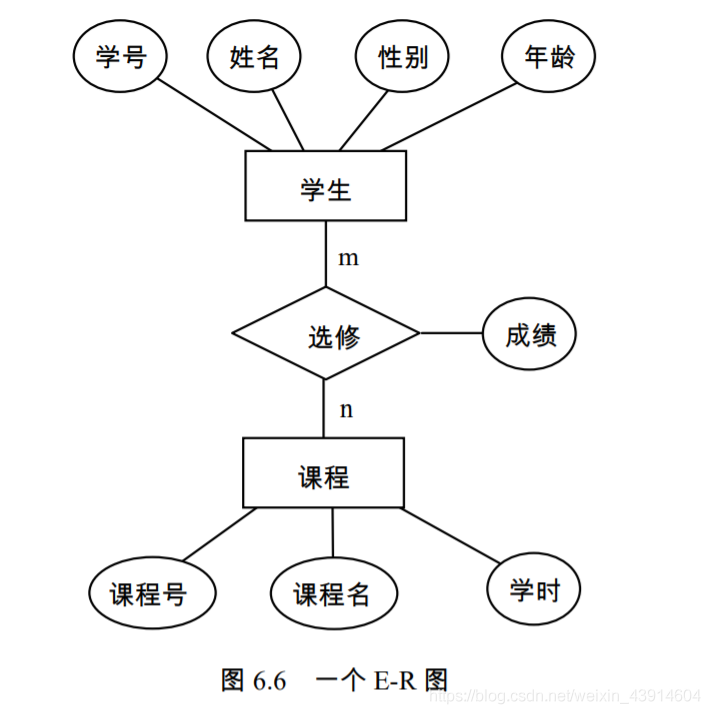 学号 姓名 性别 年龄
学生
m
选修 成绩
n
课程
课程号 课程名 学时
图 6.6 一个 E-R 图
https://blog.csdn.net/weixin_43914604